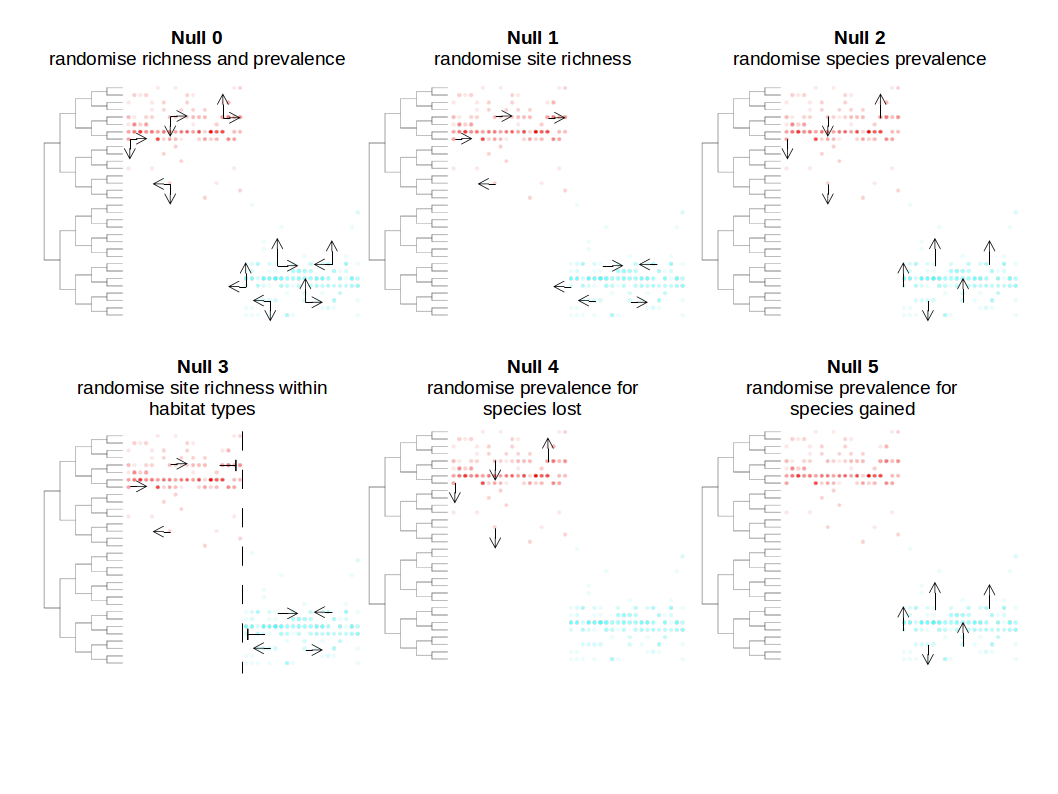 Null 0
randomise richness and prevalence
Null 1
randomise site richness
Null 2
randomise species prevalence
Null 3
randomise site richness within
habitat types
Null 4
randomise prevalence for
species lost
Null 5
randomise prevalence for
species gained